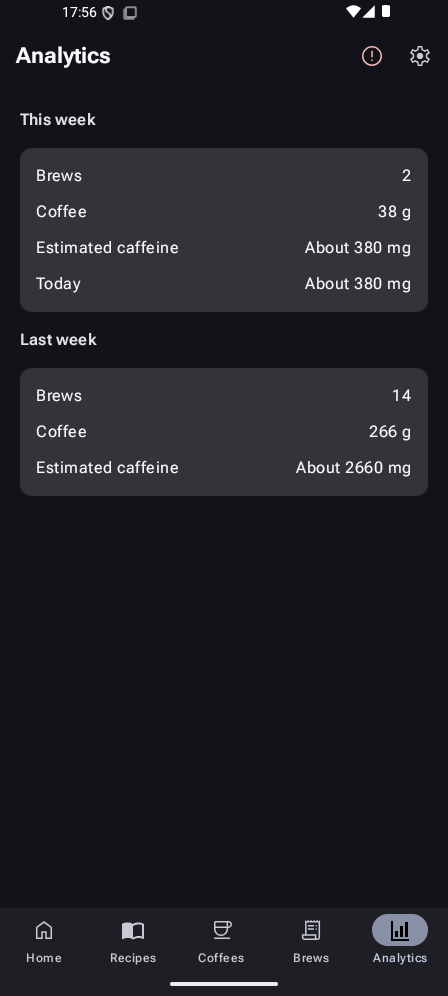 17:56
Analytics
This week
Brews 2
Coffee 38 g
Estimated caffeine About 380 mg
Today About 380 mg
Last week
Brews 14
Coffee 266 g
Estimated caffeine About 2660 mg
Home Recipes Coffees Brews Analytics